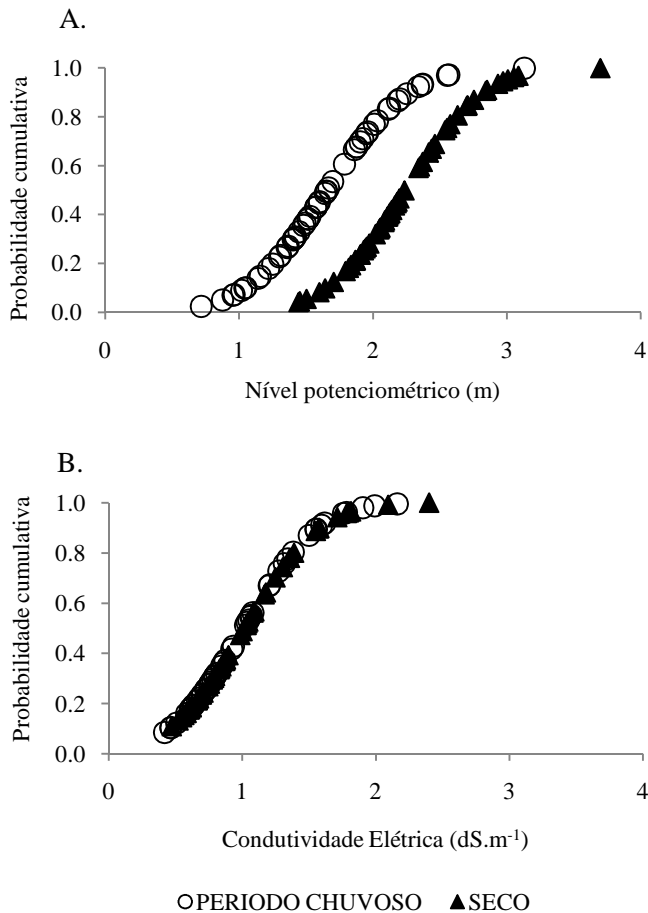 A.
Probabilidade cumulativa
1.0
0.8
0.6
0.4
0.2
0.0
0 1 2 3 4
Nível potenciométrico (m)
B.
Probabilidade cumulativa
1.0
0.8
0.6
0.4
0.2
0.0
0 1 2 3 4
Condutividade Elétrica (dS.m⁻¹)
PERIODO CHUVOSO SECO